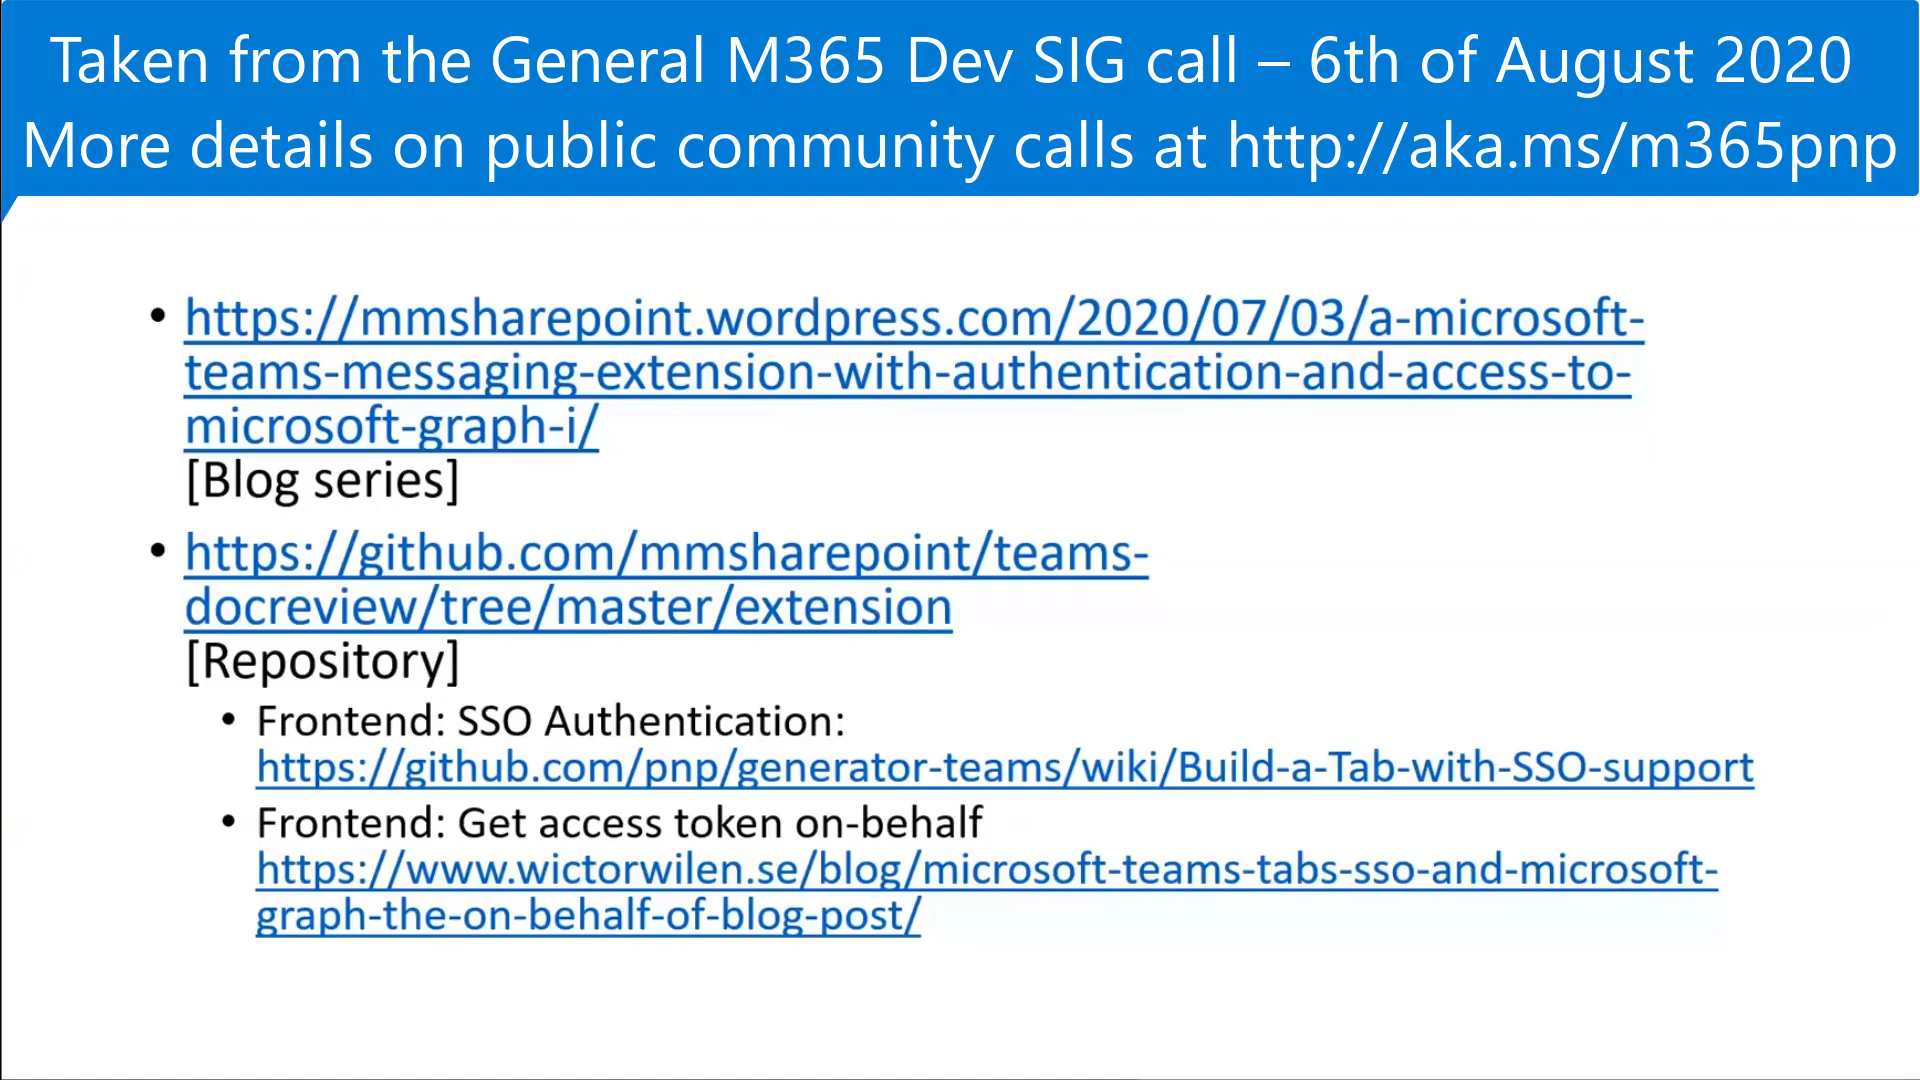 Taken from the General M365 Dev SIG call – 6th of August 2020
More details on public community calls at http://aka.ms/m365pnp
• https://mmsharepoint.wordpress.com/2020/07/03/a-microsoft-
teams-messaging-extension-with-authentication-and-access-to-
microsoft-graph-i/
[Blog series]
• https://github.com/mmsharepoint/teams-
docreview/tree/master/extension
[Repository]
• Frontend: SSO Authentication:
https://github.com/pnp/generator-teams/wiki/Build-a-Tab-with-SSO-support
• Frontend: Get access token on-behalf
https://www.wictorwilen.se/blog/microsoft-teams-tabs-sso-and-microsoft-
graph-the-on-behalf-of-blog-post/